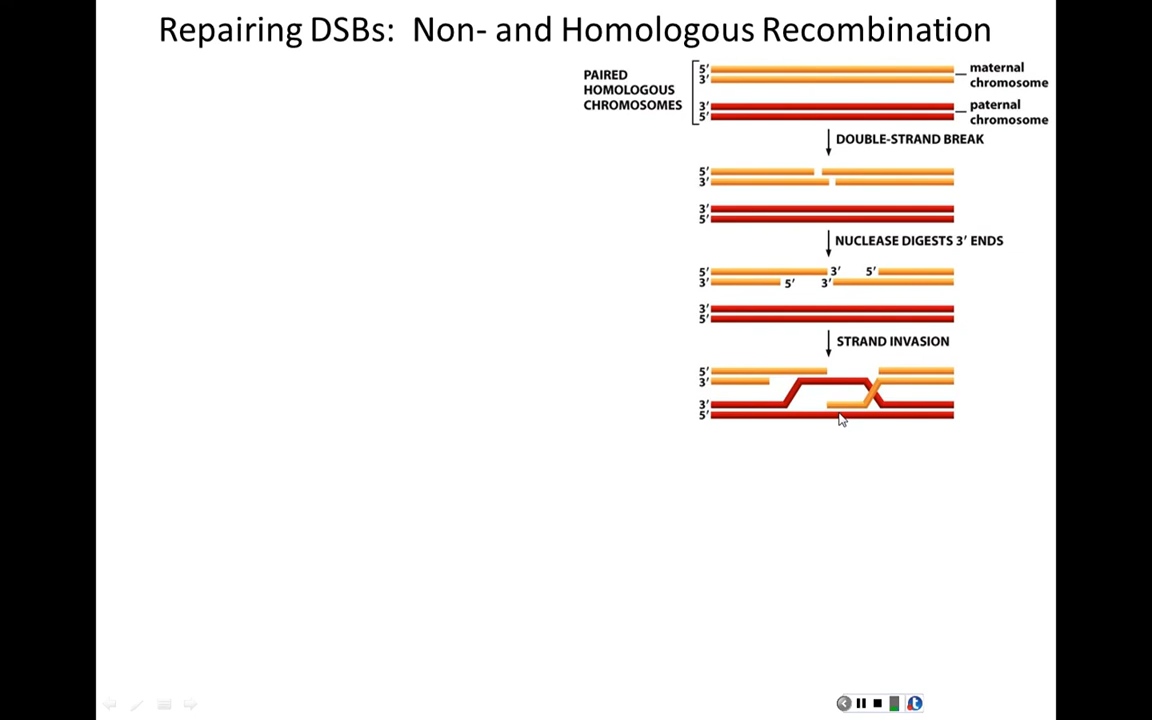 Repairing DSBs: Non- and Homologous Recombination
PAIRED
HOMOLOGOUS
CHROMOSOMES
5′
3′
maternal
chromosome
3′
5′
paternal
chromosome
DOUBLE-STRAND BREAK
5′
3′
3′
5′
NUCLEASE DIGESTS 3′ ENDS
5′ 3′ 5′
3′ 5′ 3′
3′
5′
STRAND INVASION
5′
3′
3′
5′